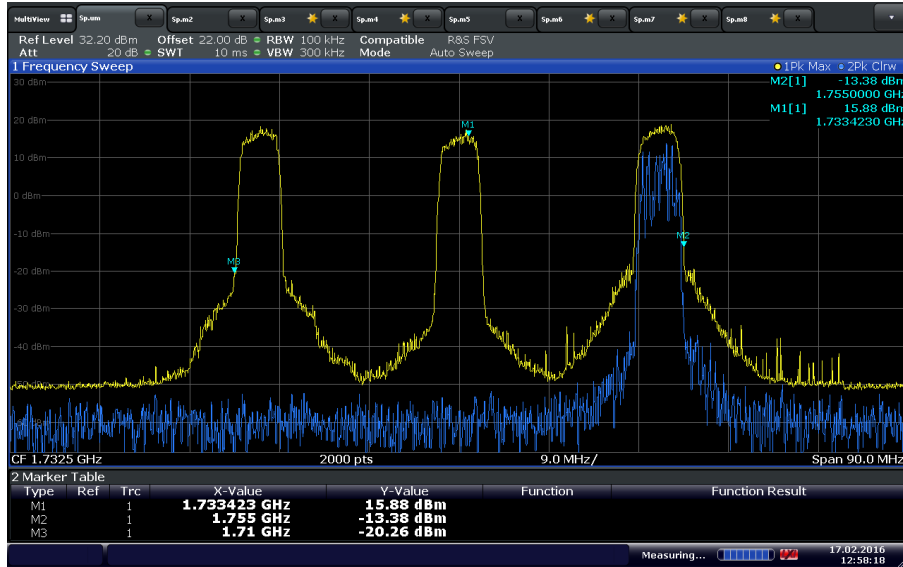 MultiView Sp.um x Sp.m2 x Sp.m3 x Sp.m4 x Sp.m5 x Sp.m6 x Sp.m7 x Sp.m8 x
Ref Level 32.20 dBm Offset 22.00 dB RBW 100 kHz Compatible R&S FSV
Att 20 dB SWT 10 ms VBW 300 kHz Mode Auto Sweep
1 Frequency Sweep 1Pk Max 2Pk Clrw
30 dBm
M2[1] -13.38 dBm
1.7550000 GHz
M1[1] 15.88 dBm
1.7334230 GHz
20 dBm
M1
10 dBm
0 dBm
-10 dBm
M2
M3
-20 dBm
-30 dBm
-40 dBm
CF 1.7325 GHz 2000 pts 9.0 MHz/ Span 90.0 MHz
2 Marker Table
Type Ref Trc X-Value Y-Value Function Function Result
M1 1 1.733423 GHz 15.88 dBm
M2 1 1.755 GHz -13.38 dBm
M3 1 1.71 GHz -20.26 dBm
Measuring... 17.02.2016
12:58:18